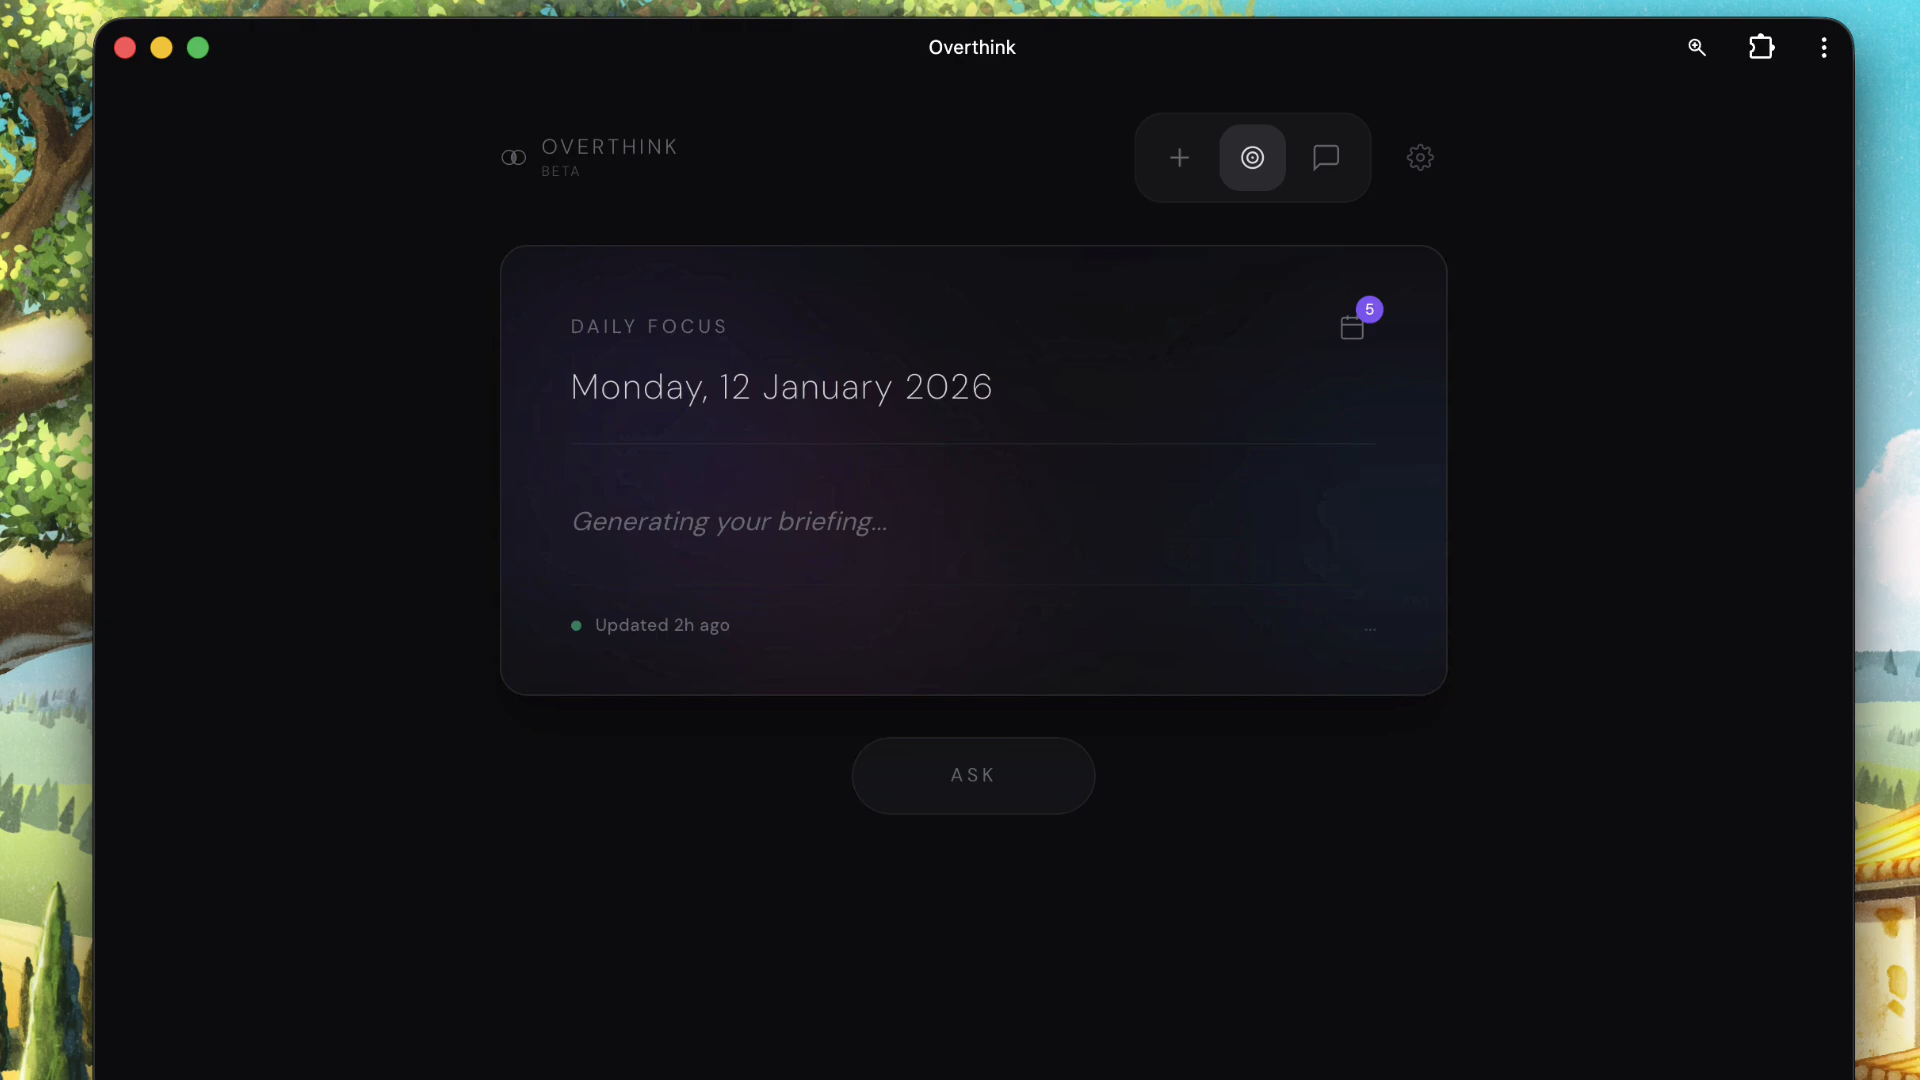 Overthink
OVERTHINK
BETA
5
DAILY FOCUS
Monday, 12 January 2026
Generating your briefing...
Updated 2h ago
...
ASK